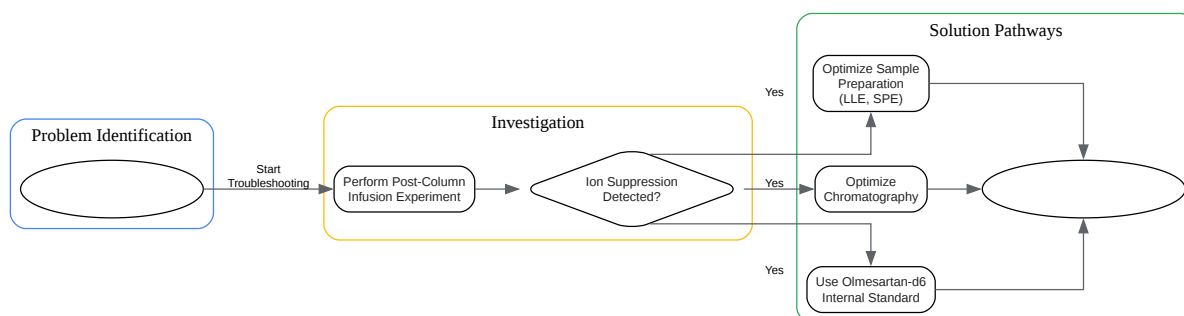 Solution Pathways
Yes
Optimize Sample
Preparation
(LLE, SPE)
Problem Identification
Investigation
Start
Troubleshooting
Perform Post-Column
Infusion Experiment
Ion Suppression
Detected?
Yes
Optimize
Chromatography
Yes
Use Olmesartan-d6
Internal Standard